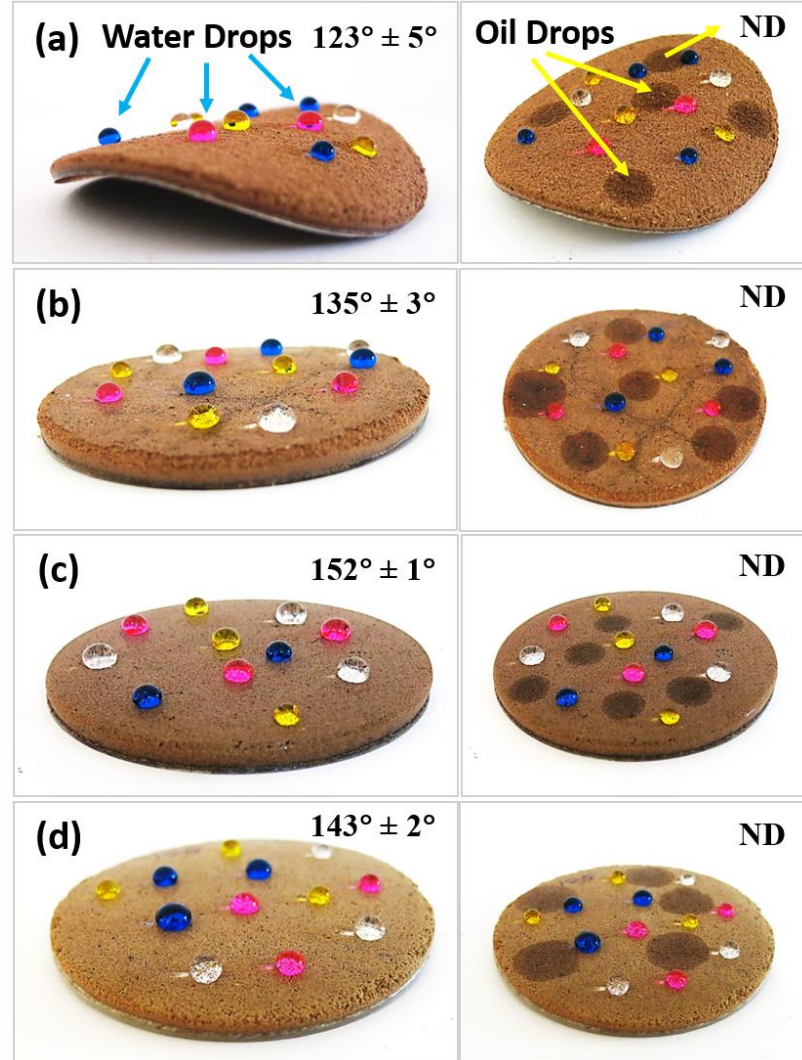 (a) Water Drops 123° ± 5°
Oil Drops ND
(b) 135° ± 3°
ND
(c) 152° ± 1°
ND
(d) 143° ± 2°
ND